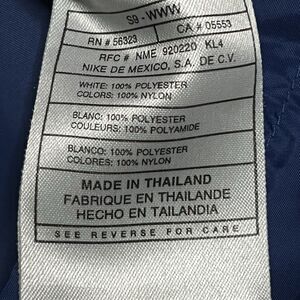 S9 - WWW
RN # 56323 CA # 05553
RFC # NME 920220 KL4
NIKE DE MEXICO, S.A. DE C.V.
WHITE: 100% POLYESTER
COLORS: 100% NYLON
BLANC: 100% POLYESTER
COULEURS: 100% POLYAMIDE
BLANCO: 100% POLYESTER
COLORES: 100% NYLON
MADE IN THAILAND
FABRIQUE EN THAILANDE
HECHO EN TAILANDIA
SEE REVERSE FOR CARE